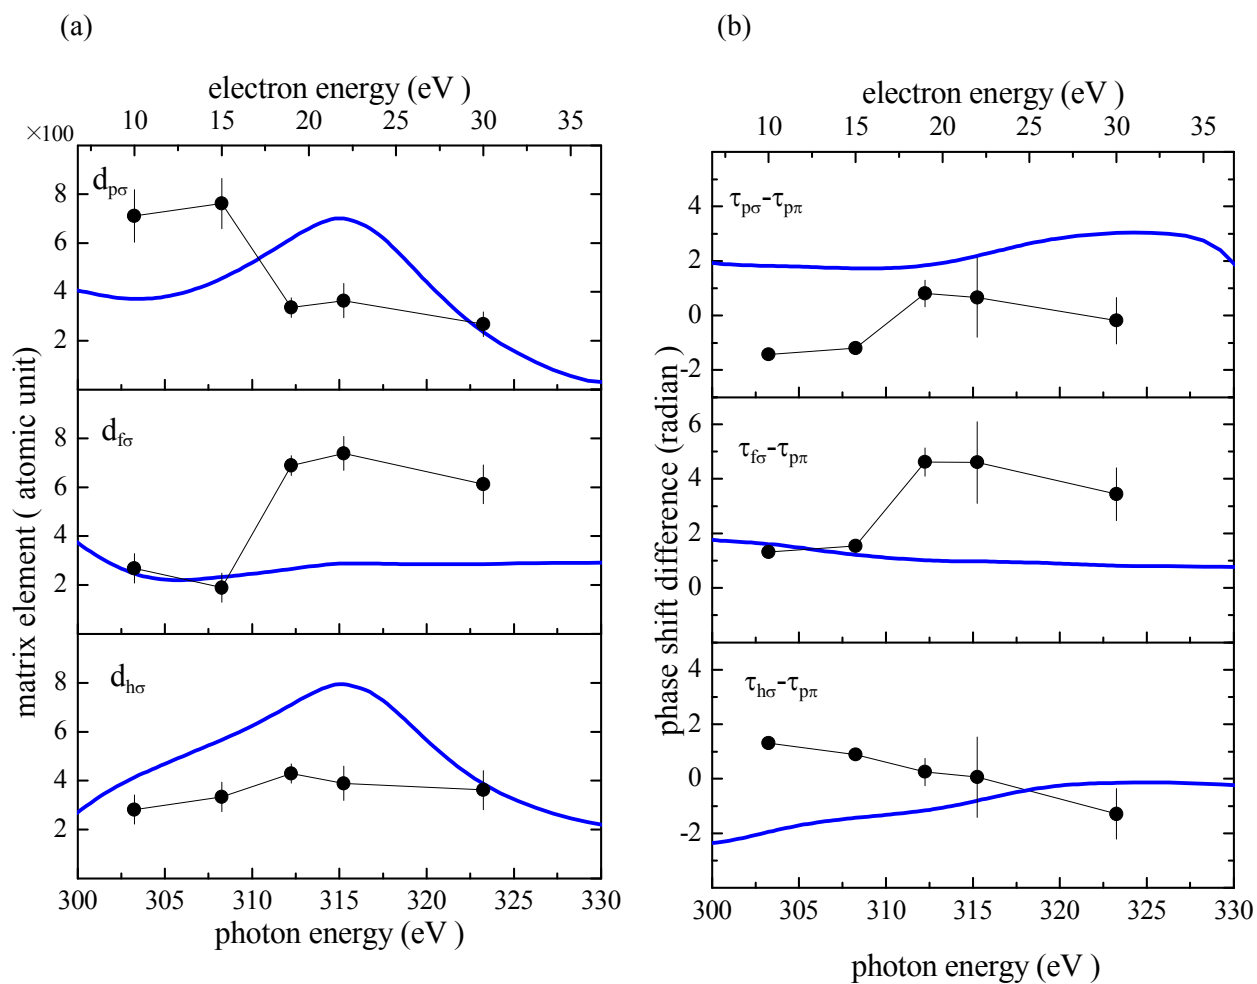 (a)
electron energy (eV )
10 15 20 25 30 35
×100
dpσ
8
6
4
2
dfσ
8
6
4
2
dhσ
8
6
4
2
matrix element ( atomic unit)
300 305 310 315 320 325 330
photon energy (eV )
(b)
electron energy (eV )
10 15 20 25 30 35
τpσ-τpπ
4
2
0
-2
τfσ-τpπ
6
4
2
0
τhσ-τpπ
4
2
0
-2
phase shift difference (radian)
300 305 310 315 320 325 330
photon energy (eV )